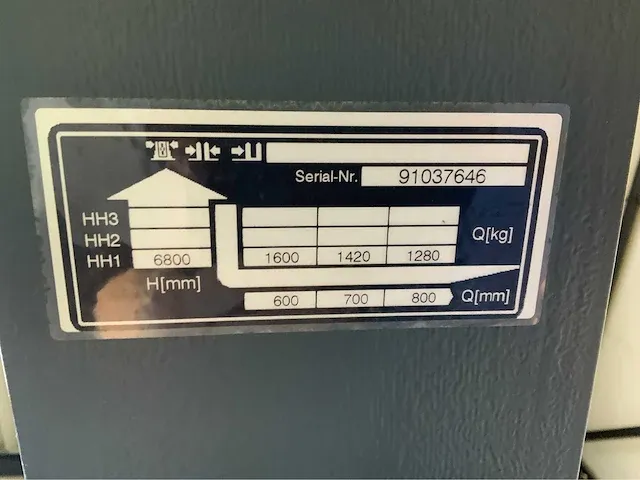 Serial-Nr. 91037646
HH3
HH2 Q[kg]
HH1 6800 1600 1420 1280
H[mm]
600 700 800 Q[mm]